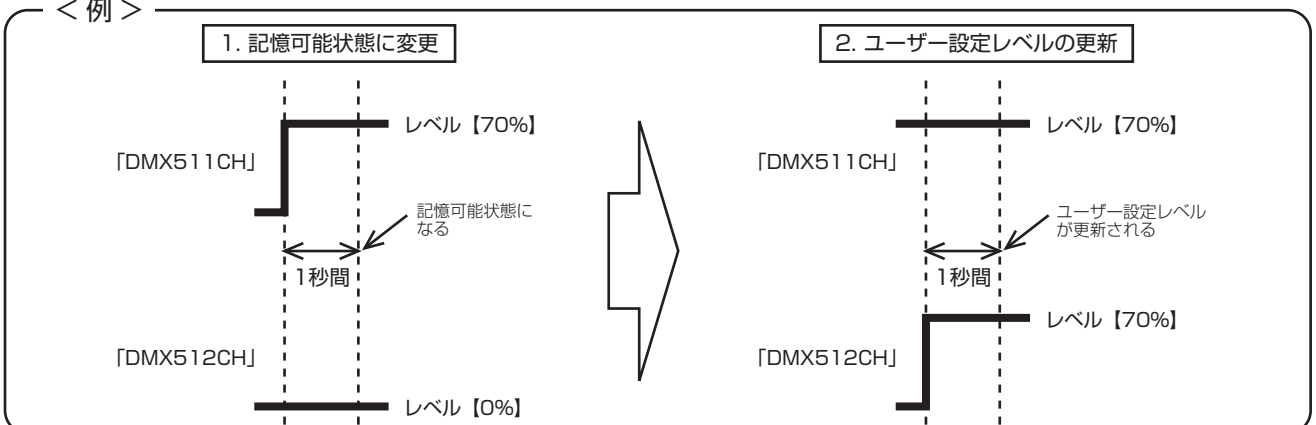 ＜例＞
1. 記憶可能状態に変更
レベル【70%】
「DMX511CH」
記憶可能状態に
なる
1秒間
「DMX512CH」
レベル【0%】
2. ユーザー設定レベルの更新
レベル【70%】
「DMX511CH」
ユーザー設定レベル
が更新される
1秒間
レベル【70%】
「DMX512CH」